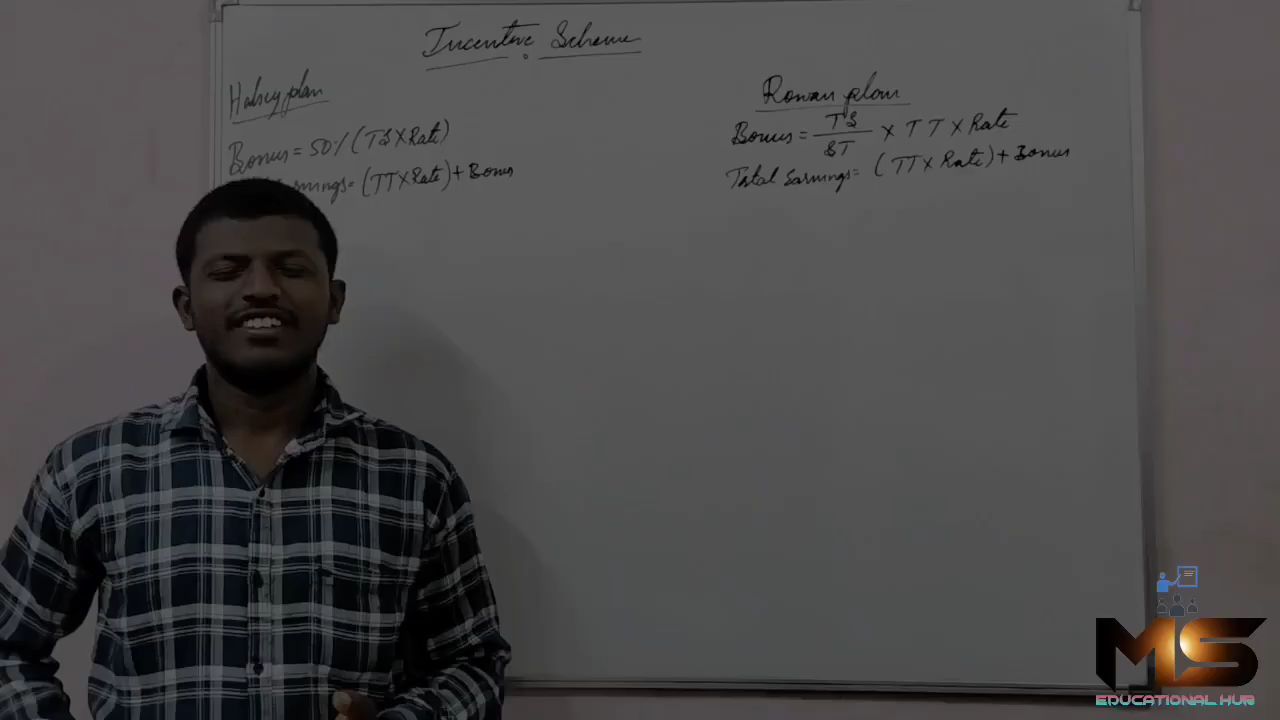 Incentive Scheme
Halsey plan
Bonus = 50% (TS X Rate)
(TT X Rate) + Bonus
Rowan plan
Bonus = TS/ST X TT X Rate
Total Earnings = (TT X Rate) + Bonus
MS
EDUCATIONAL HUB